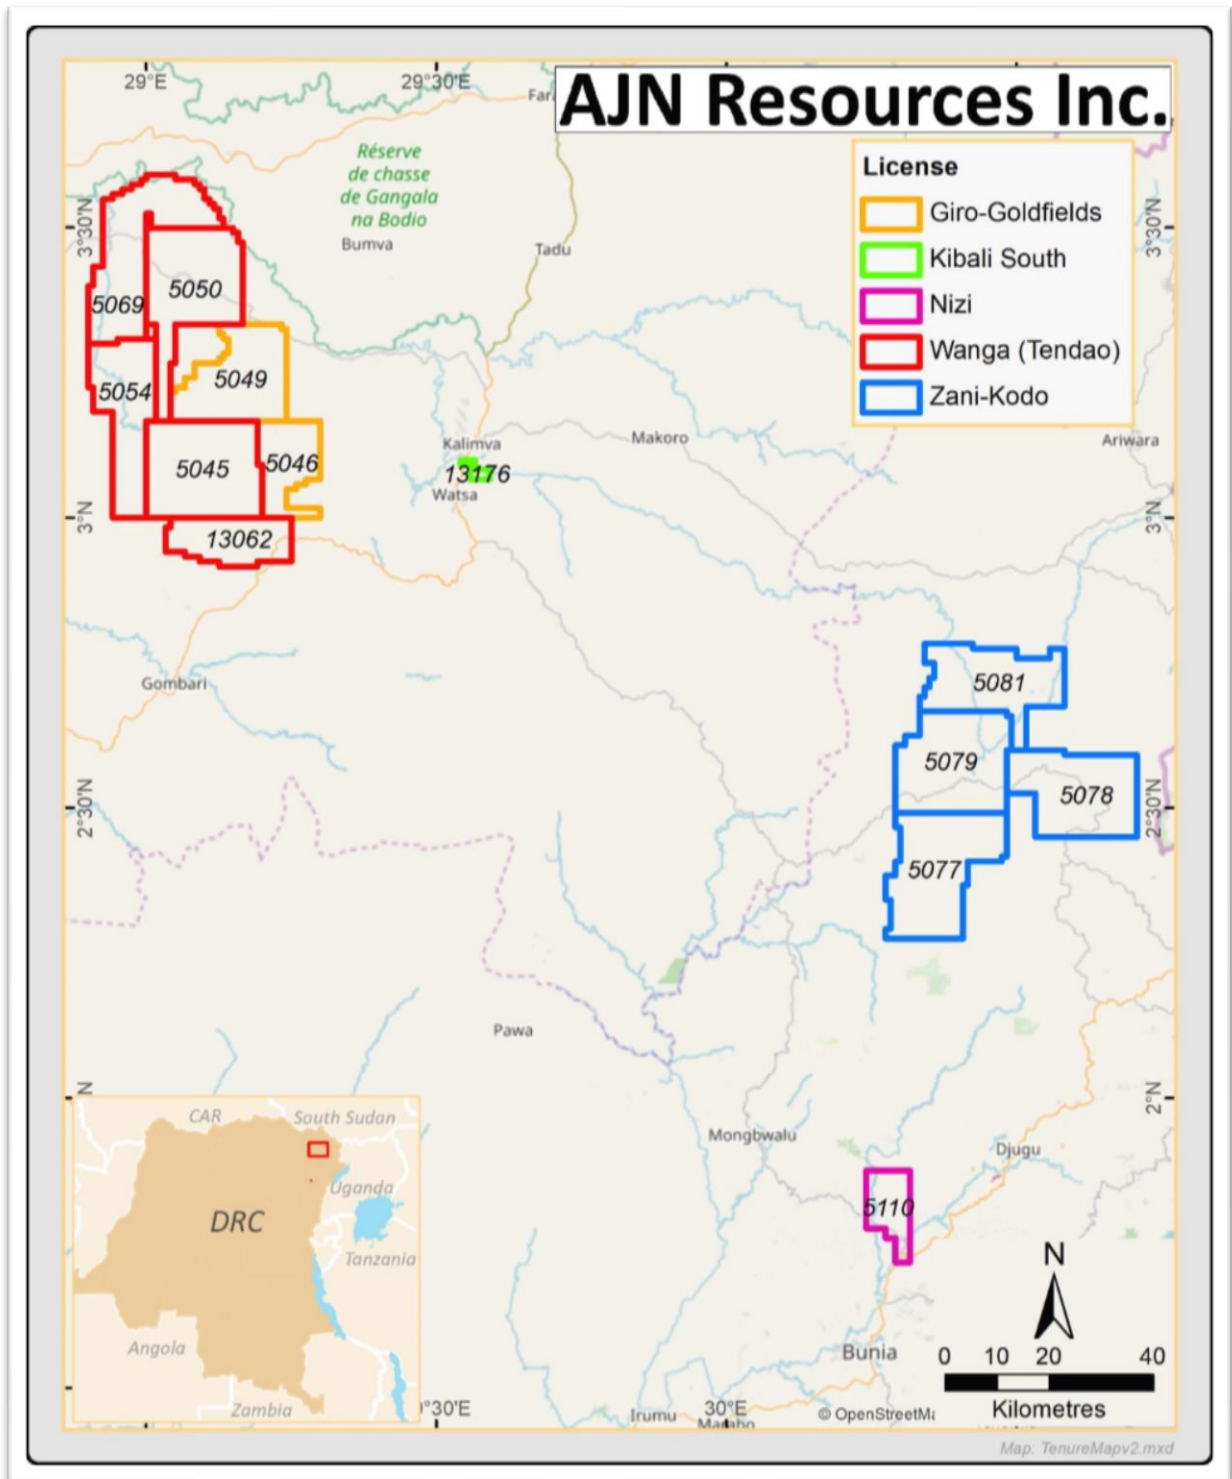 29°E
29°30'E
AJN Resources Inc.
Réserve
de chasse
de Gangala
na Bodio
Bumva
Tadu
License
Giro-Goldfields
Kibali South
Nizi
Wanga (Tendao)
Zani-Kodo
3°30'N
3°30'N
5069
5050
5054
5049
5045
5046
13062
Kalimva
13176
Watsa
Makoro
Ariwara
3°N
3°N
Gombari
5081
5079
5078
5077
2°30'N
2°30'N
Pawa
N
2°N
Mongbwalu
Djugu
5110
Bunia
CAR
South Sudan
Uganda
DRC
Tanzania
Angola
Zambia
N
0 10 20 40
Kilometres
30'E
30°E
Irumu
© OpenStreetMa
Map: TenureMapv2.mxd